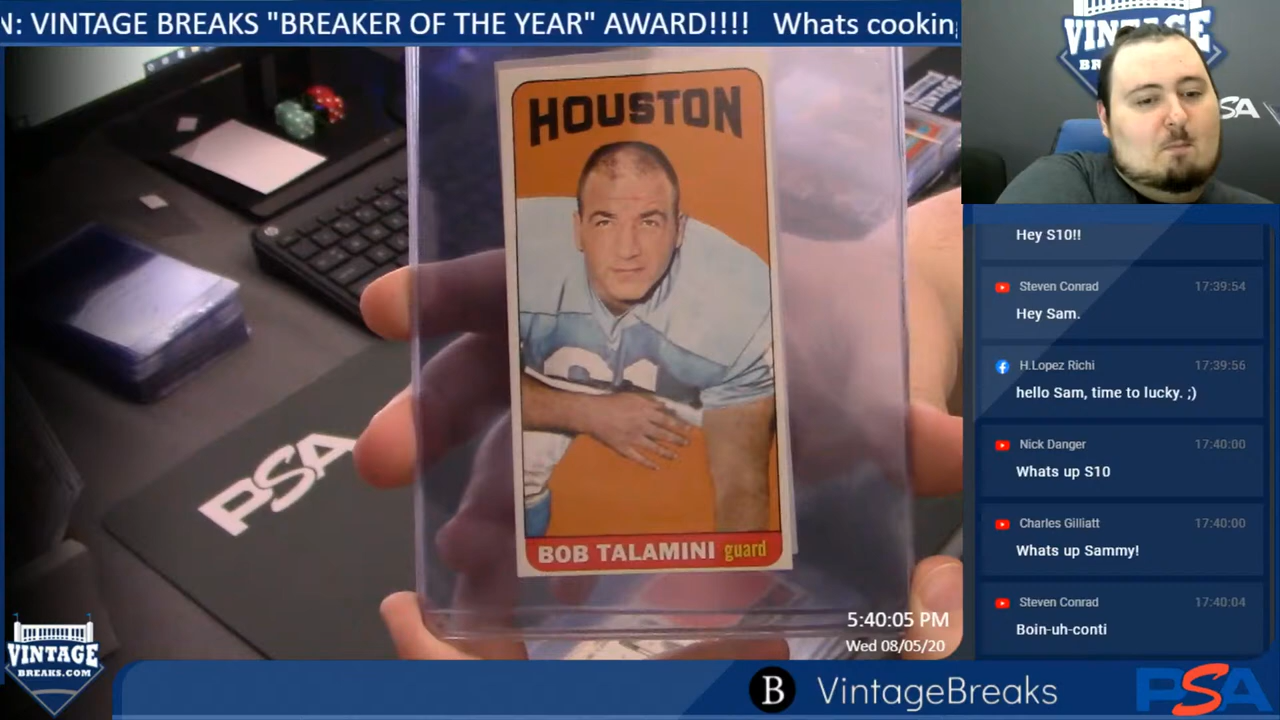 N: VINTAGE BREAKS "BREAKER OF THE YEAR" AWARD!!!! Whats cookin
VINTAGE
BR
SA
HOUSTON
BOB TALAMINI guard
PSA
Hey S10!!
Steven Conrad 17:39:54
Hey Sam.
H.Lopez Richi 17:39:56
hello Sam, time to lucky. ;)
Nick Danger 17:40:00
Whats up S10
Charles Gilliatt 17:40:00
Whats up Sammy!
Steven Conrad 17:40:04
Boin-uh-conti
5:40:05 PM
Wed 08/05/20
VINTAGE
BREAKS.COM
B VintageBreaks
PSA